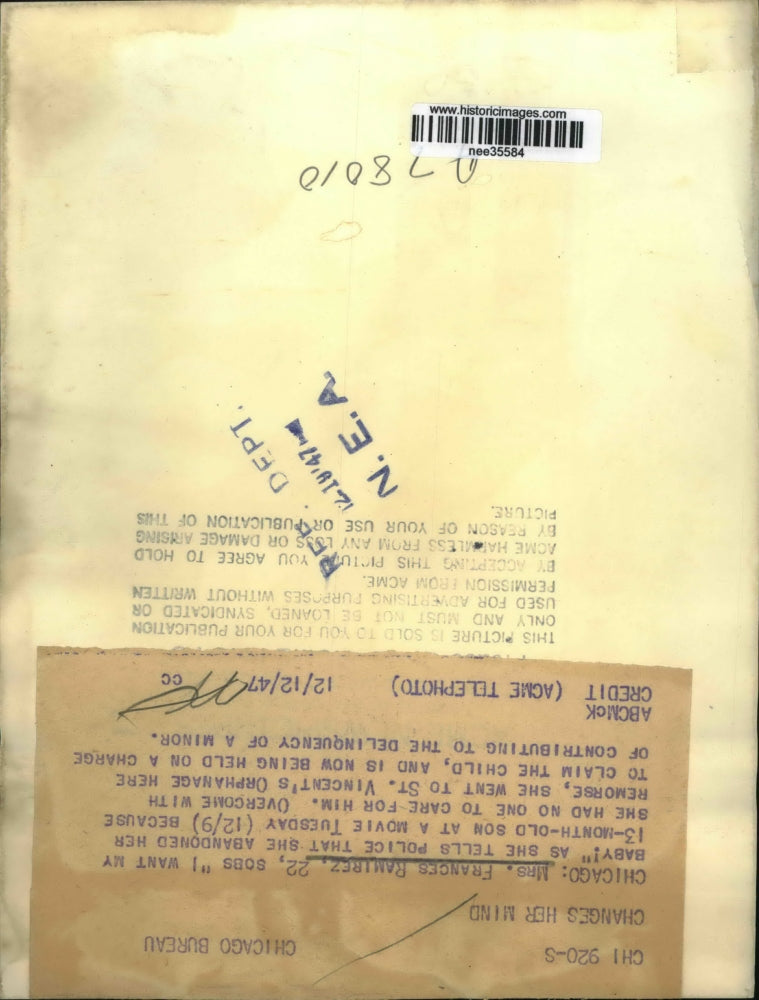 www.historicimages.com
nee35584
CHI 920-S CHICAGO BUREAU
CHANGES HER MIND
CHICAGO: MRS. FRANCES RAMIREZ, 22, SOBS "I WANT MY
BABY!" AS SHE TELLS POLICE THAT SHE ABANDONED HER
13-MONTH-OLD SON AT A MOVIE TUESDAY (12/9) BECAUSE
SHE HAD NO ONE TO CARE FOR HIM. OVERCOME WITH
REMORSE, SHE WENT TO ST. VINCENT'S ORPHANAGE HERE
TO CLAIM THE CHILD, AND IS NOW BEING HELD ON A CHARGE
OF CONTRIBUTING TO THE DELINQUENCY OF A MINOR.
ABCMCK
CREDIT (ACME TELEPHOTO) 12/12/47 CC
THIS PICTURE IS SOLD TO YOU FOR YOUR PUBLICATION
ONLY AND MUST NOT BE LOANED, SYNDICATED OR
USED FOR ADVERTISING PURPOSES WITHOUT WRITTEN
PERMISSION FROM ACME.
BY ACCEPTING THIS PICTURE YOU AGREE TO HOLD
ACME HARMLESS FROM ANY LOSS OR DAMAGE ARISING
BY REASON OF YOUR USE OR PUBLICATION OF THIS
PICTURE.
REF. DEPT.
N. E. A.